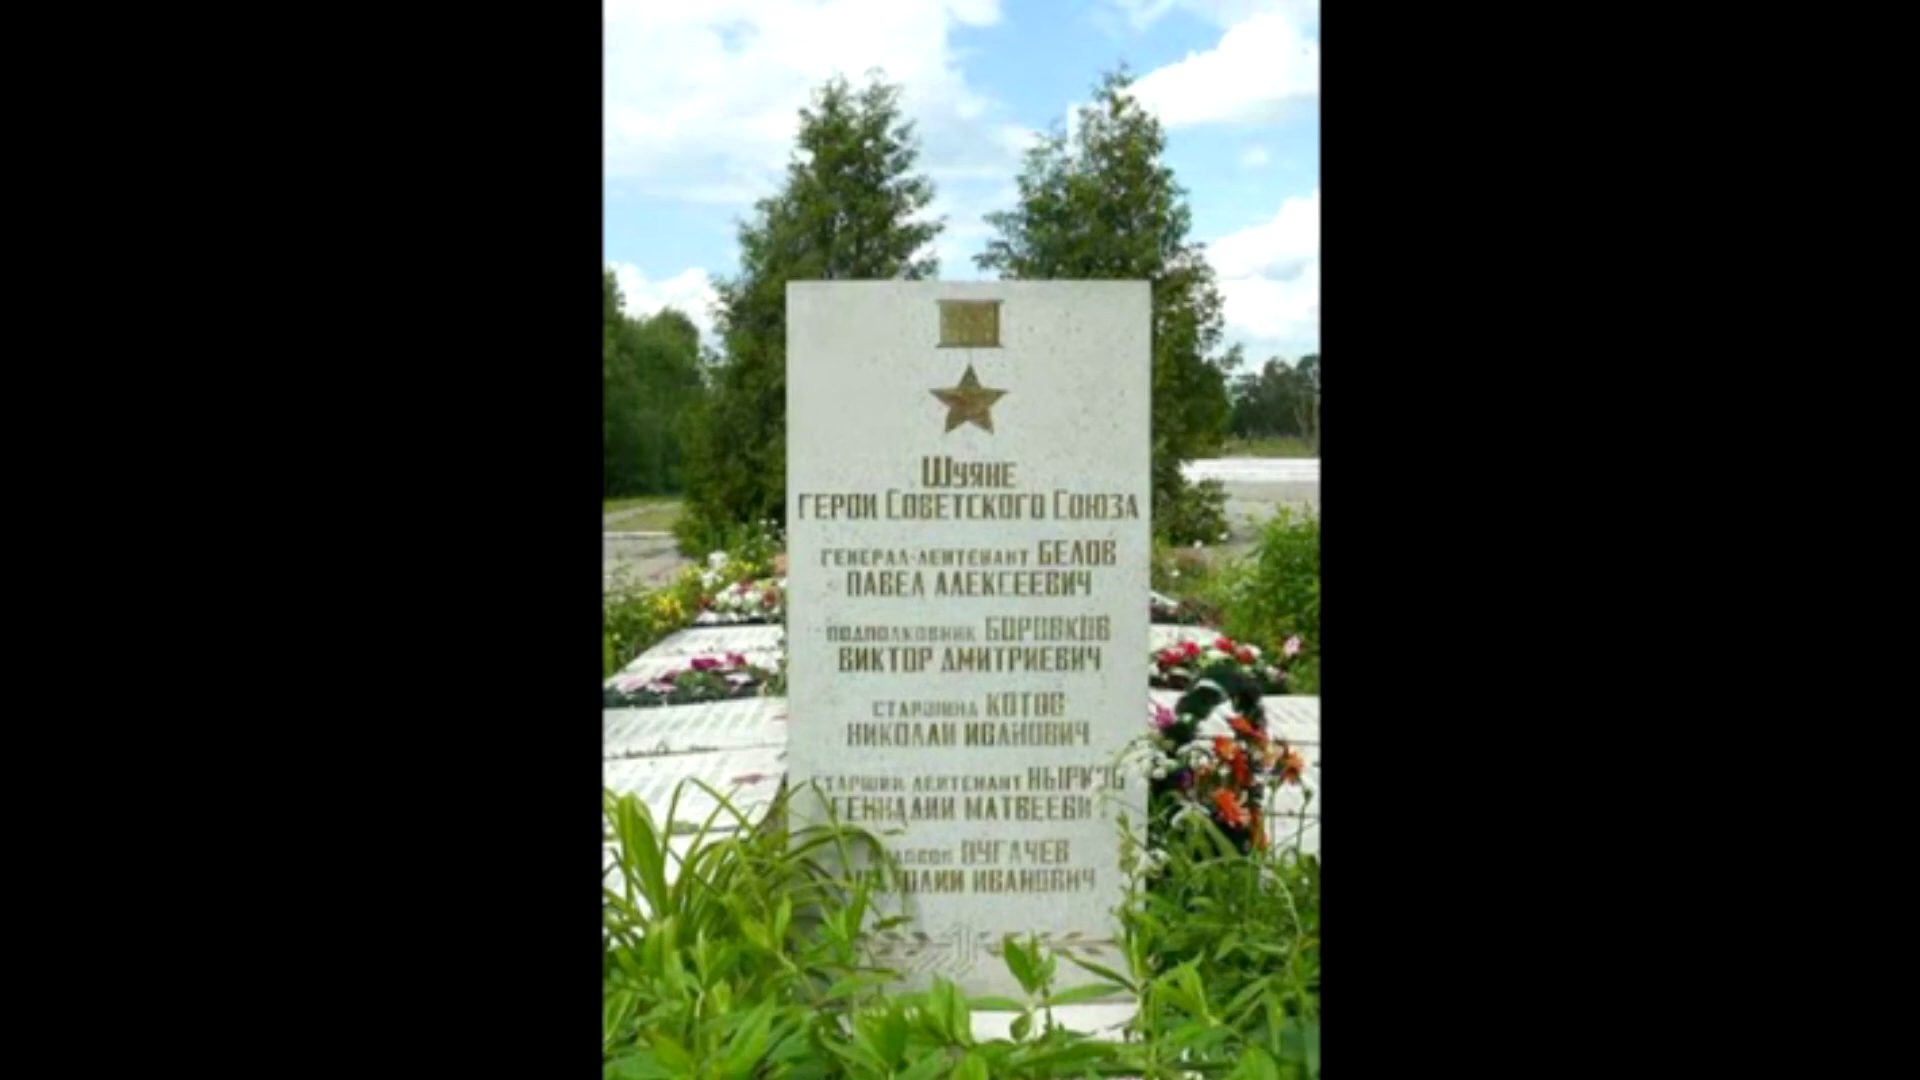 Шуяне
герои Советского Союза
генерал-лейтенант БЕЛОВ
ПАВЕЛ АЛЕКСЕЕВИЧ
подполковник БОРОВКОВ
ВИКТОР ДМИТРИЕВИЧ
старшина КОТОВ
НИКОЛАЙ ИВАНОВИЧ
старший лейтенант
МАТВЕЕВИЧ
ПУГАЧЕВ
ИВАНОВИЧ